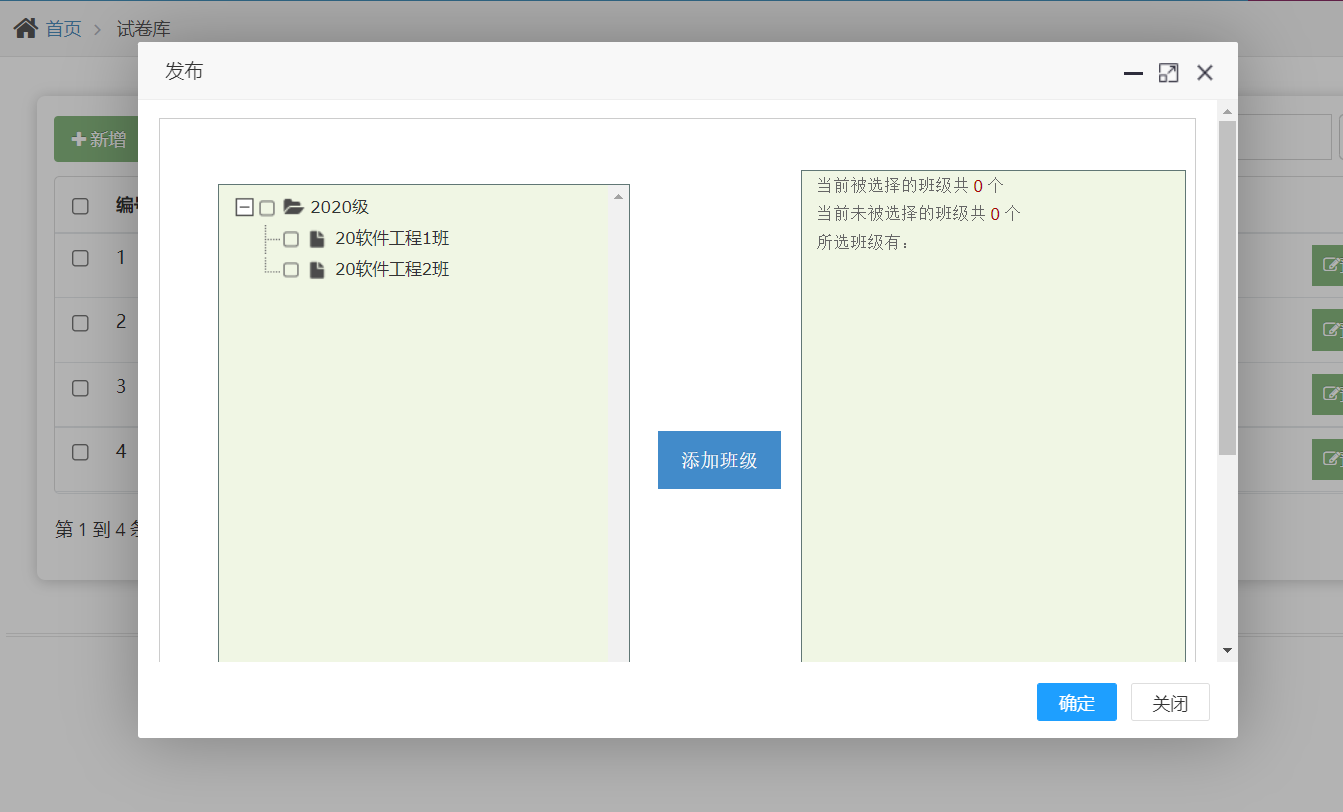 首页 试卷库
发布
新增
1
2
3
4
第 1 到 4 条
2020级
20软件工程1班
20软件工程2班
添加班级
当前被选择的班级共 0 个
当前未被选择的班级共 0 个
所选班级有：
确定 关闭